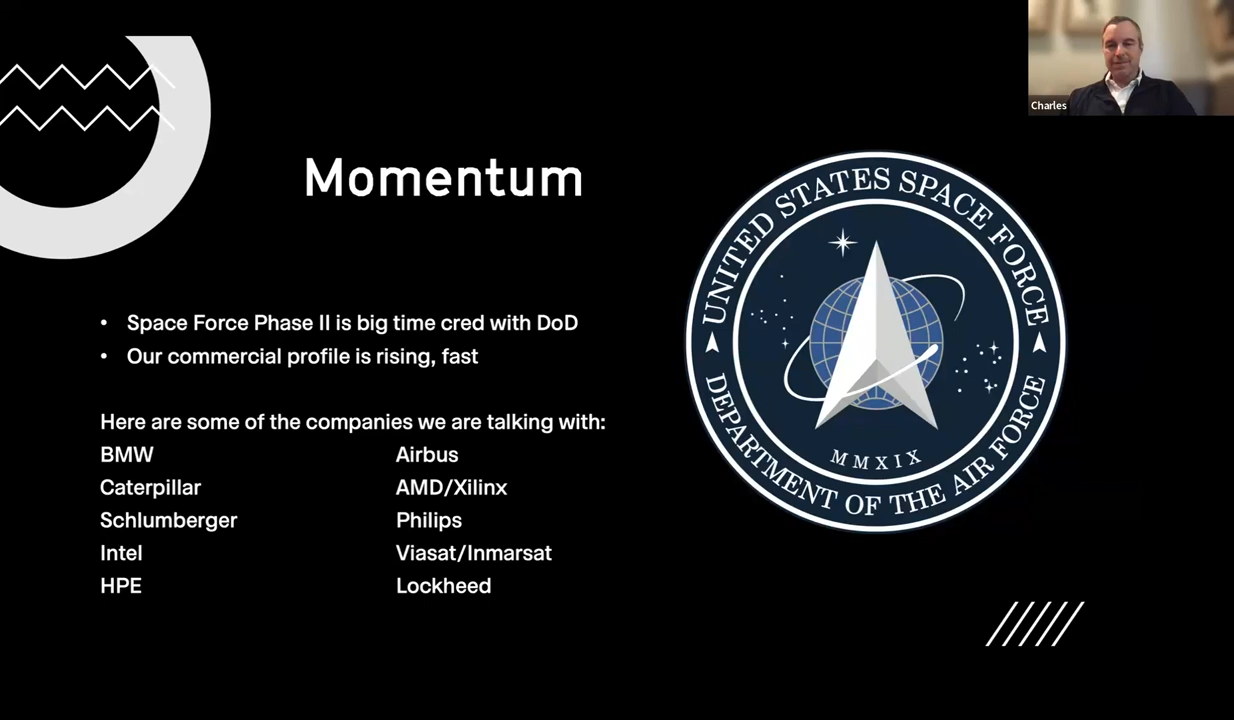 Charles
Momentum
• Space Force Phase II is big time cred with DoD
• Our commercial profile is rising, fast
Here are some of the companies we are talking with:
BMW
Caterpillar
Schlumberger
Intel
HPE
Airbus
AMD/Xilinx
Philips
Viasat/Inmarsat
Lockheed
UNITED STATES SPACE FORCE
MMXIX
DEPARTMENT OF THE AIR FORCE